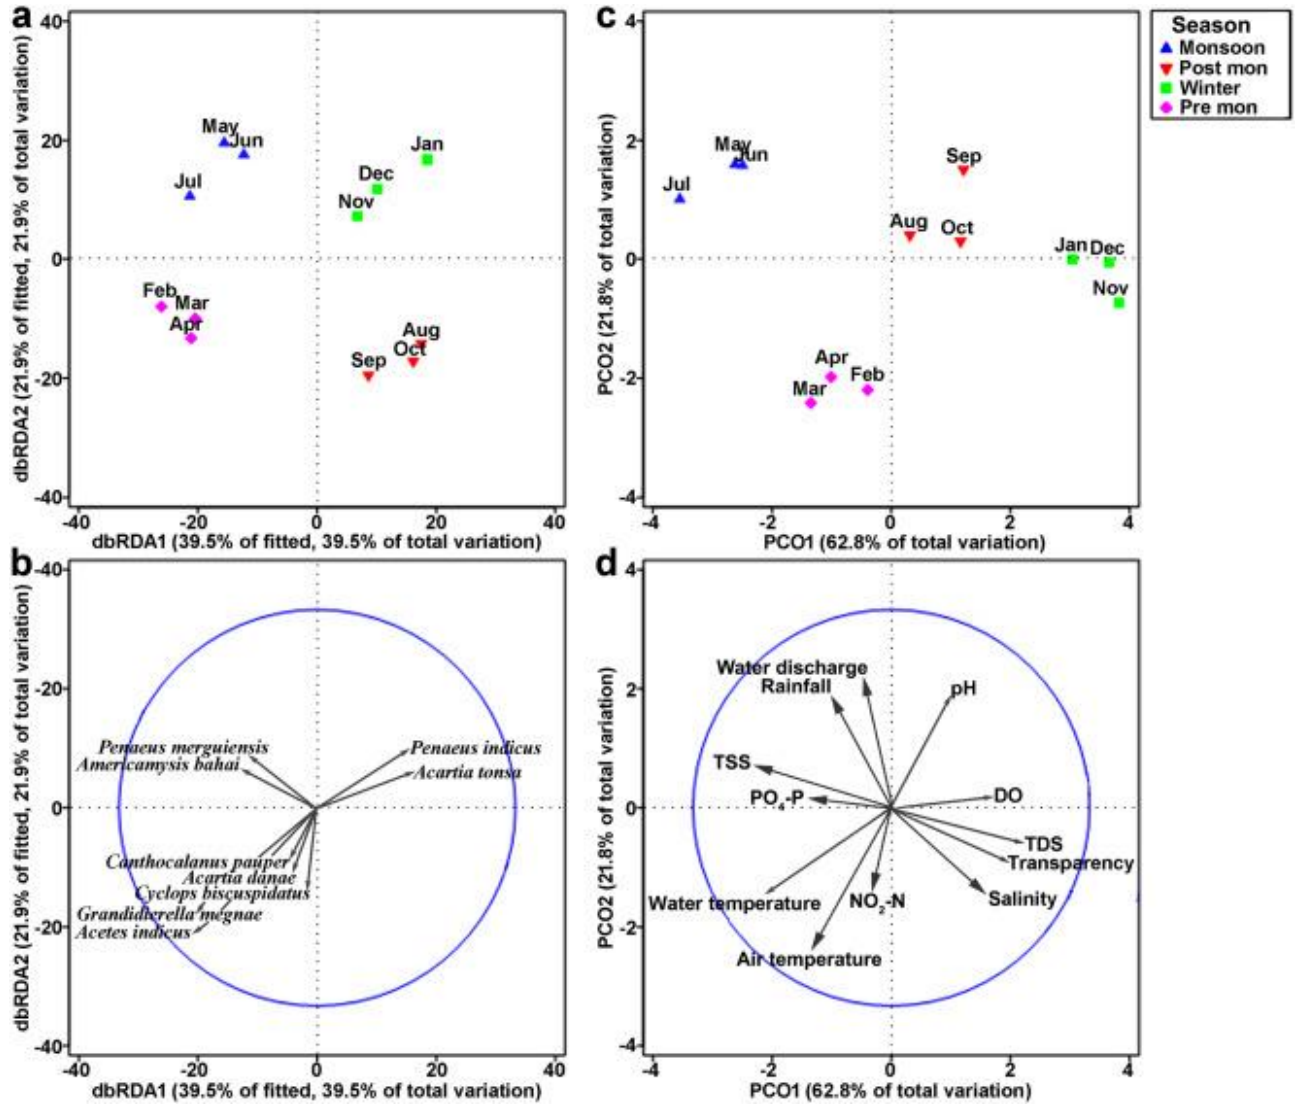 a
40
20
0
-20
-40
dbRDA2 (21.9% of fitted, 21.9% of total variation)
May
Jun
Jul
Jan
Dec
Nov
Feb
Mar
Apr
Aug
Oct
Sep
-40
-20
0
20
40
dbRDA1 (39.5% of fitted, 39.5% of total variation)
c
4
2
0
-2
-4
PCO2 (21.8% of total variation)
May
Jun
Jul
Sep
Aug
Oct
Jan
Dec
Nov
Apr
Feb
Mar
-4
-2
0
2
4
PCO1 (62.8% of total variation)
Season
Monsoon
Post mon
Winter
Pre mon
b
-40
-20
0
-20
-40
dbRDA2 (21.9% of fitted, 21.9% of total variation)
Penaeus merguiensis
Americamysis bahai
Penaeus indicus
Acartia tonsa
Canthocalanus pauper
Acartia danae
Cyclops biscuspidatus
Grandidierella megnae
Acetes indicus
-40
-20
0
20
40
dbRDA1 (39.5% of fitted, 39.5% of total variation)
d
4
2
0
-2
-4
PCO2 (21.8% of total variation)
Water discharge
Rainfall
pH
TSS
PO4-P
DO
TDS
Transparency
Salinity
Water temperature
NO2-N
Air temperature
-4
-2
0
2
4
PCO1 (62.8% of total variation)